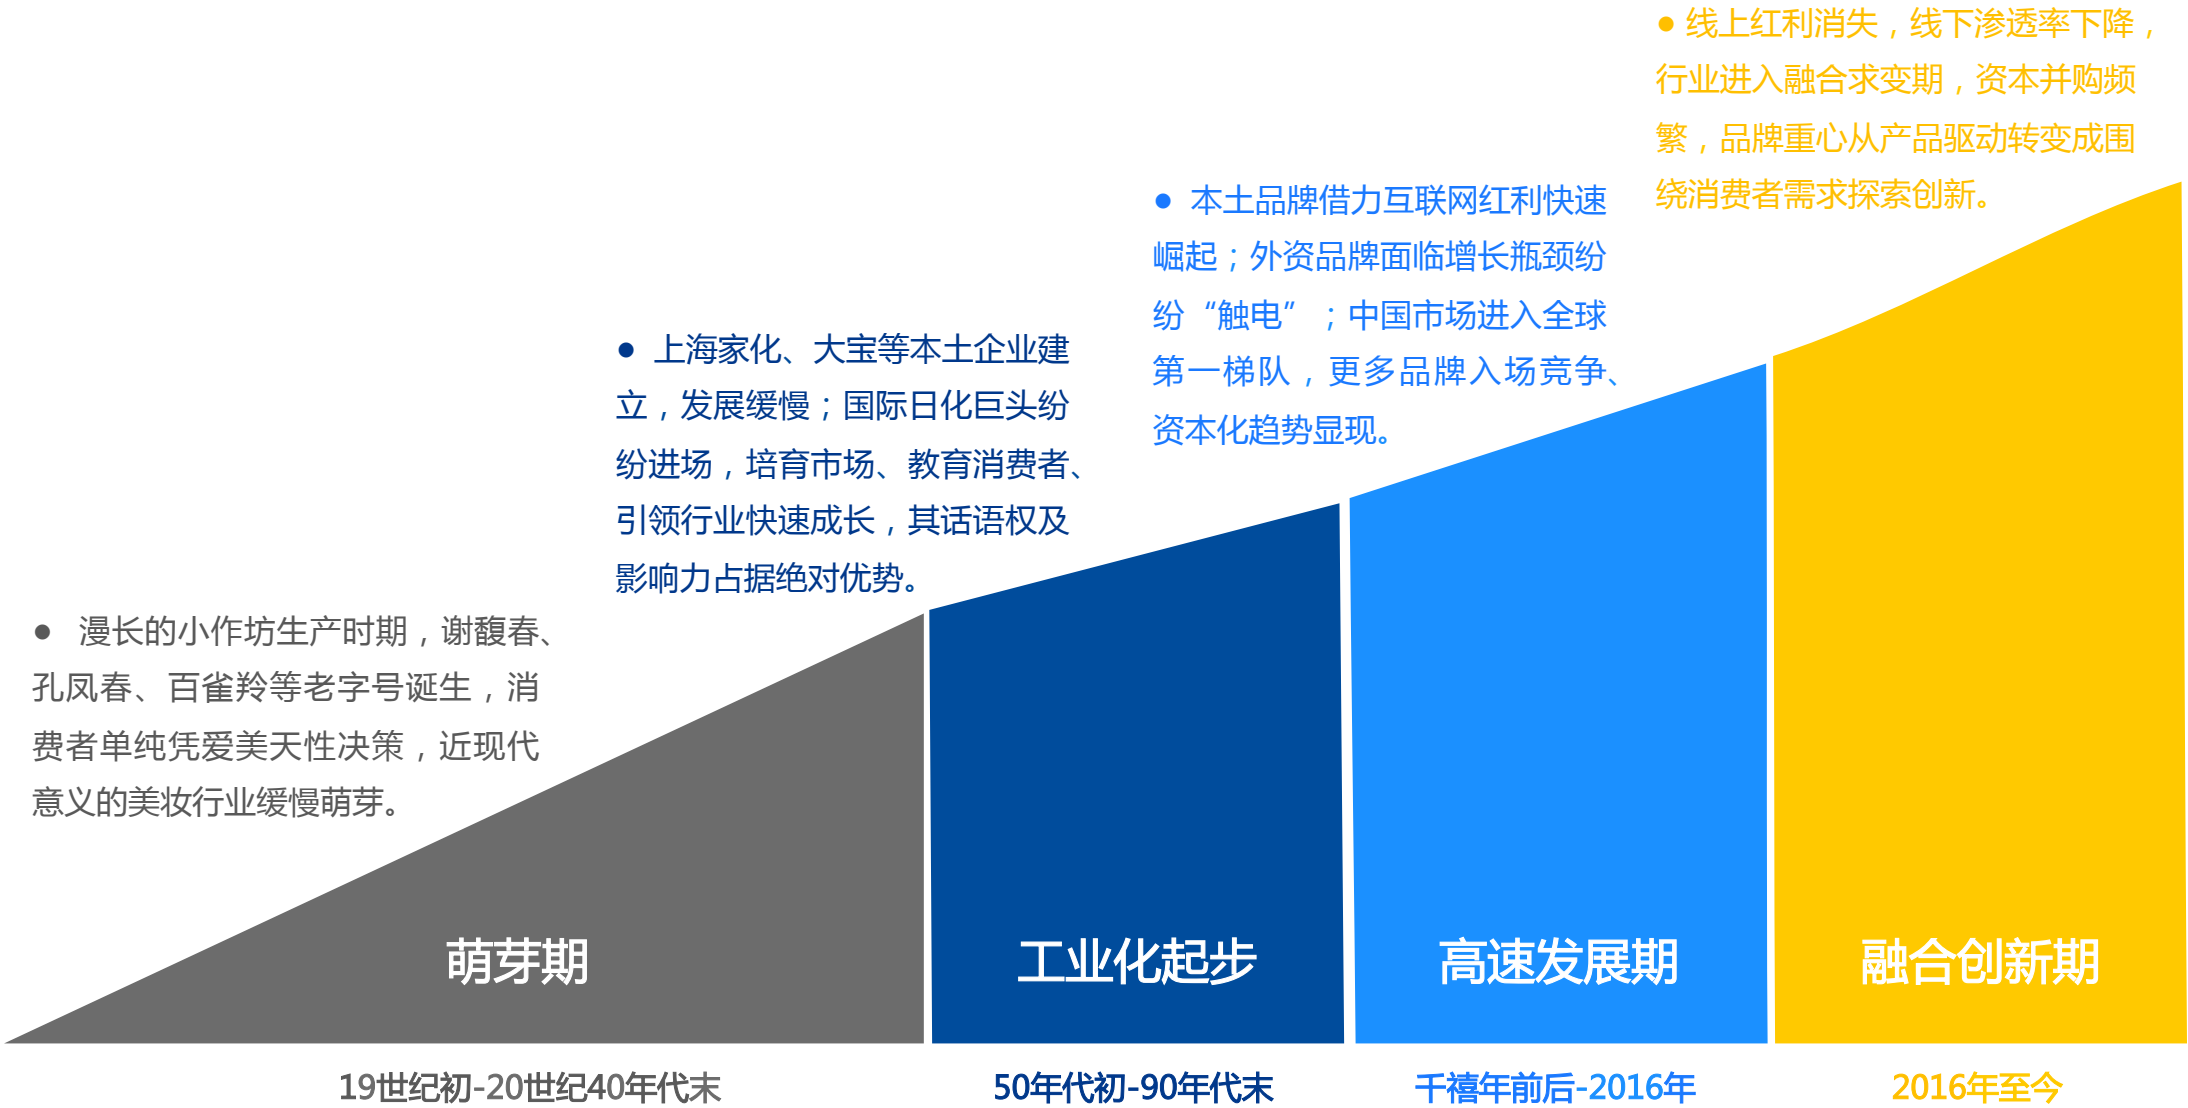 ● 线上红利消失，线下渗透率下降，
行业进入融合求变期，资本并购频
繁，品牌重心从产品驱动转变成围
绕消费者需求探索创新。
● 本土品牌借力互联网红利快速
崛起；外资品牌面临增长瓶颈纷
纷“触电”；中国市场进入全球
第一梯队，更多品牌入场竞争、
资本化趋势显现。
● 上海家化、大宝等本土企业建
立，发展缓慢；国际日化巨头纷
纷进场，培育市场、教育消费者、
引领行业快速成长，其话语权及
影响力占据绝对优势。
● 漫长的小作坊生产时期，谢馥春、
孔凤春、百雀羚等老字号诞生，消
费者单纯凭爱美天性决策，近现代
意义的美妆行业缓慢萌芽。
萌芽期
工业化起步
高速发展期
融合创新期
19世纪初-20世纪40年代末
50年代初-90年代末
千禧年前后-2016年
2016年至今